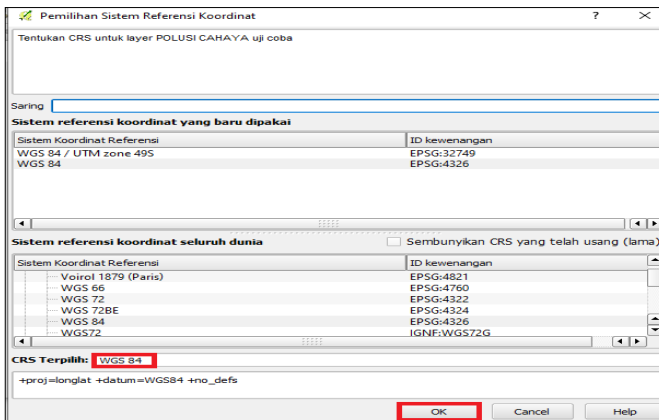 Pemilihan Sistem Referensi Koordinat ? ×
Tentukan CRS untuk layer POLUSI CAHAYA uji coba
Saring
Sistem referensi koordinat yang baru dipakai
Sistem Koordinat Referensi ID kewenangan
WGS 84 / UTM zone 49S EPSG:32749
WGS 84 EPSG:4326
Sistem referensi koordinat seluruh dunia Sembunyikan CRS yang telah usang (lama)
Sistem Koordinat Referensi ID kewenangan
Voirol 1879 (Paris) EPSG:4821
WGS 66 EPSG:4760
WGS 72 EPSG:4322
WGS 72BE EPSG:4324
WGS 84 EPSG:4326
WGS72 IGNF:WGS72G
CRS Terpilih: WGS 84
+proj=longlat +datum=WGS84 +no_defs
OK Cancel Help